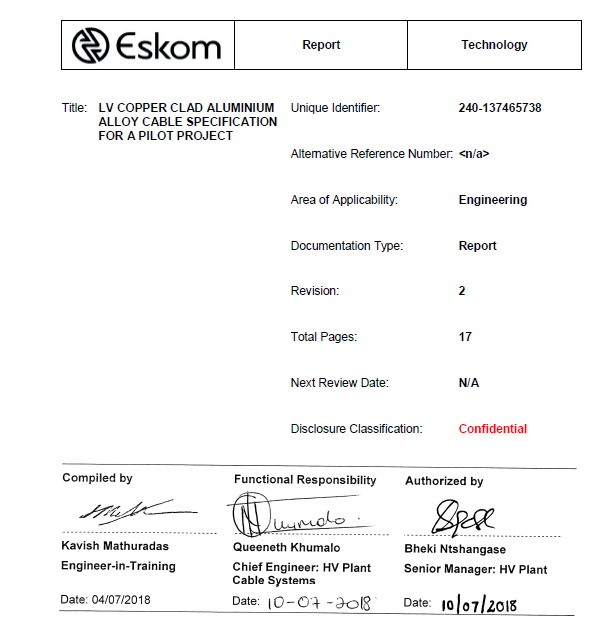 Eskom
Report
Technology
Title: LV COPPER CLAD ALUMINIUM
ALLOY CABLE SPECIFICATION
FOR A PILOT PROJECT
Unique Identifier: 240-137465738
Alternative Reference Number: <n/a>
Area of Applicability: Engineering
Documentation Type: Report
Revision: 2
Total Pages: 17
Next Review Date: N/A
Disclosure Classification: Confidential
Compiled by
Kavish Mathuradas
Engineer-in-Training
Date: 04/07/2018
Functional Responsibility
Queeneth Khumalo
Chief Engineer: HV Plant
Cable Systems
Date: 10-07-2018
Authorized by
Bheki Ntshangase
Senior Manager: HV Plant
Date: 10/07/2018